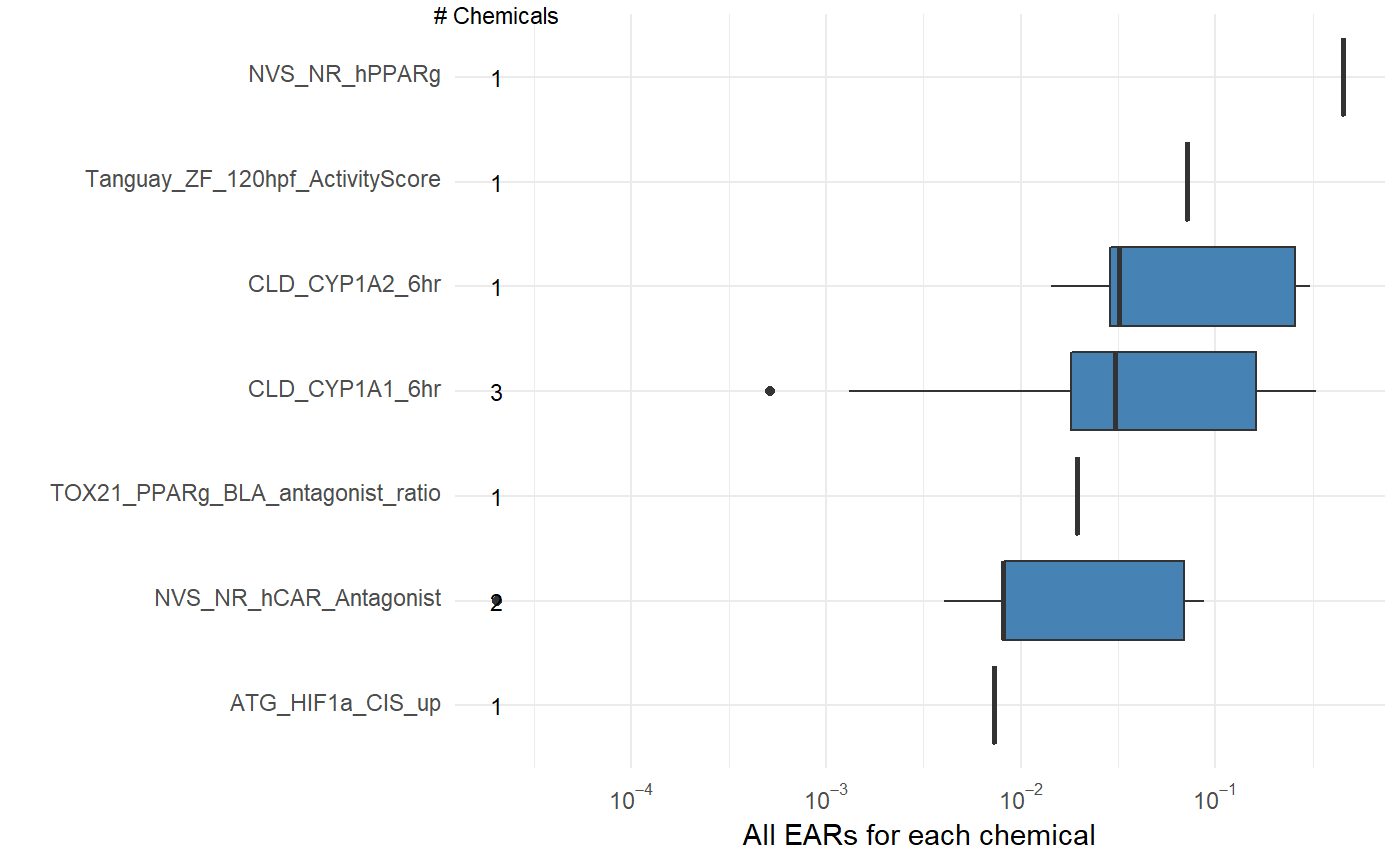 # Chemicals
NVS_NR_hPPARg 1
Tanguay_ZF_120hpf_ActivityScore 1
CLD_CYP1A2_6hr 1
CLD_CYP1A1_6hr 3
TOX21_PPARg_BLA_antagonist_ratio 1
NVS_NR_hCAR_Antagonist 2
ATG_HIF1a_CIS_up 1
10⁻⁴ 10⁻³ 10⁻² 10⁻¹
All EARs for each chemical